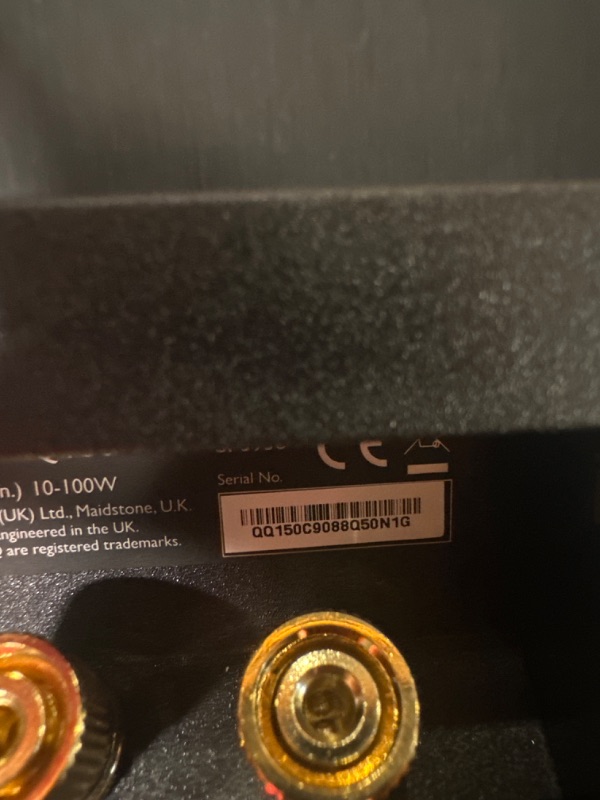 n.) 10-100W
(UK) Ltd., Maidstone, U.K.
ngineered in the UK.
Q are registered trademarks.
CE
Serial No.
QQ150C9088Q50N1G